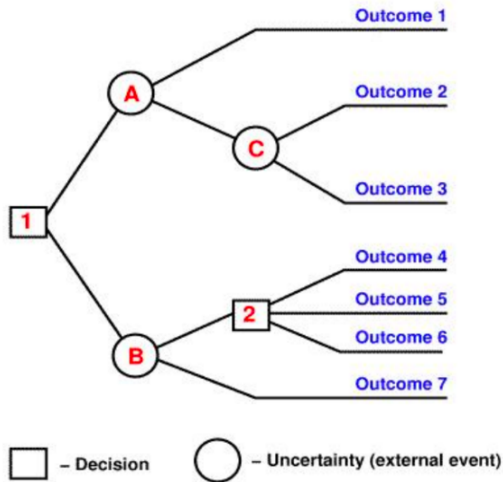 Outcome 1
A
Outcome 2
C
Outcome 3
1
Outcome 4
2
Outcome 5
Outcome 6
B
Outcome 7
– Decision
– Uncertainty (external event)